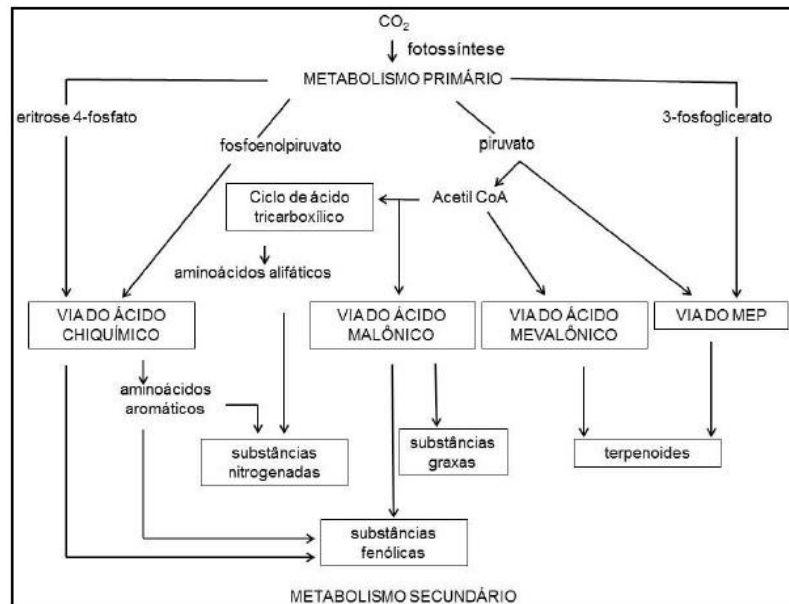 CO₂
fotossíntese
METABOLISMO PRIMÁRIO
eritrose 4-fosfato
3-fosfoglicerato
fosfoenolpiruvato
piruvato
Ciclo de ácido
tricarboxílico
Acetil CoA
aminoácidos alifáticos
VIA DO ÁCIDO
CHIQUÍMICO
VIA DO ÁCIDO
MALÔNICO
VIA DO ÁCIDO
MEVALÔNICO
VIA DO MEP
aminoácidos
aromáticos
substâncias
nitrogenadas
substâncias
graxas
terpenoides
substâncias
fenólicas
METABOLISMO SECUNDÁRIO